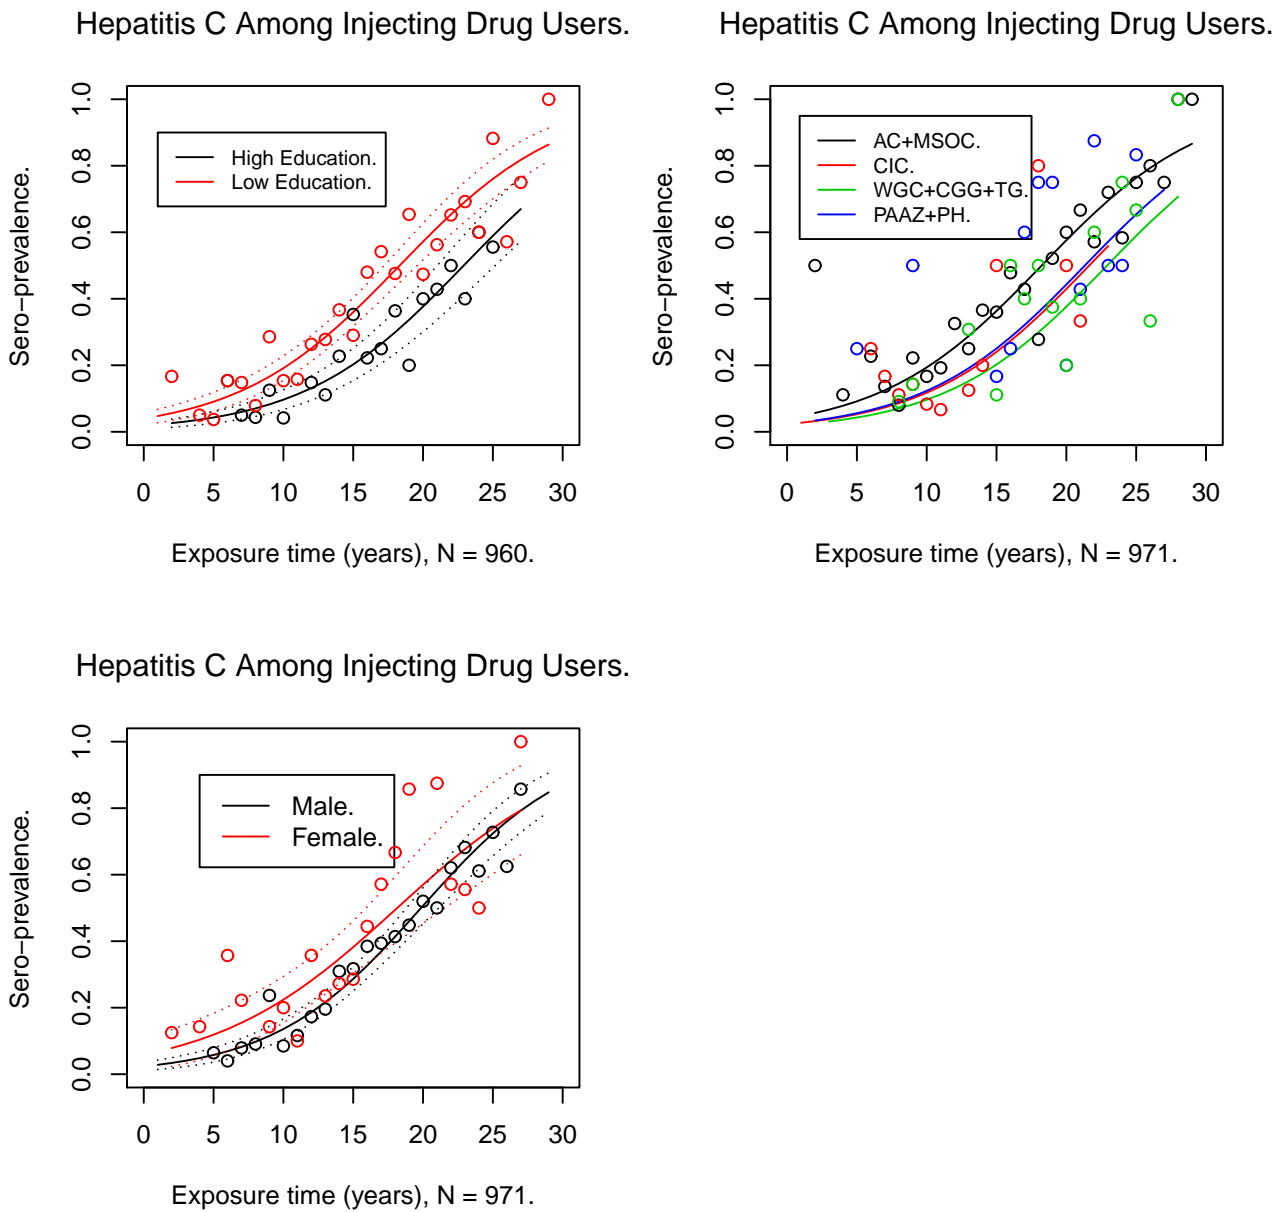 Hepatitis C Among Injecting Drug Users.
Sero-prevalence.
1.0
0.8
0.6
0.4
0.2
0.0
High Education.
Low Education.
0 5 10 15 20 25 30
Exposure time (years), N = 960.
Hepatitis C Among Injecting Drug Users.
Sero-prevalence.
1.0
0.8
0.6
0.4
0.2
0.0
AC+MSOC.
CIC.
WGC+CGG+TG.
PAAZ+PH.
0 5 10 15 20 25 30
Exposure time (years), N = 971.
Hepatitis C Among Injecting Drug Users.
Sero-prevalence.
1.0
0.8
0.6
0.4
0.2
0.0
Male.
Female.
0 5 10 15 20 25 30
Exposure time (years), N = 971.